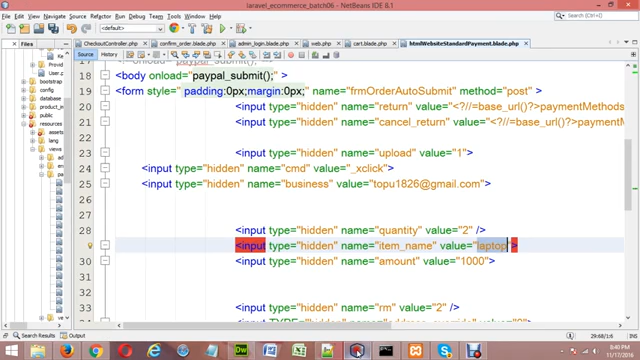 laravel_ecommerce_batch06 - NetBeans IDE 8.1
File Edit View Navigate Source Refactor Run Debug Team Tools Window Help
<default>
Files
CheckoutController.php
confirm_order.blade.php
admin_login.blade.php
web.php
cart.blade.php
htmlWebsiteStandardPayment.blade.php
Source History
18 <body onload="paypal_submit();" >
19 <form style=" padding:0px;margin:0px;" name="frmOrderAutoSubmit" method="post" >
20 <input type="hidden" name="return" value="<?//=base_url()?>paymentMethods
21 <input type="hidden" name="cancel_return" value="<?//=base_url()?>paymentM
22
23 <input type="hidden" name="upload" value="1">
24 <input type="hidden" name="cmd" value="_xclick">
25 <input type="hidden" name="business" value="topu1826@gmail.com">
28 <input type="hidden" name="quantity" value="2" />
<input type="hidden" name="item_name" value="laptop">
30 <input type="hidden" name="amount" value="1000">
33 <input type="hidden" name="rm" value="2" />
bootstrap
config
database
public
resources
assets
lang
views
Search Results Output
29:68/1:6 INS
8:40 PM